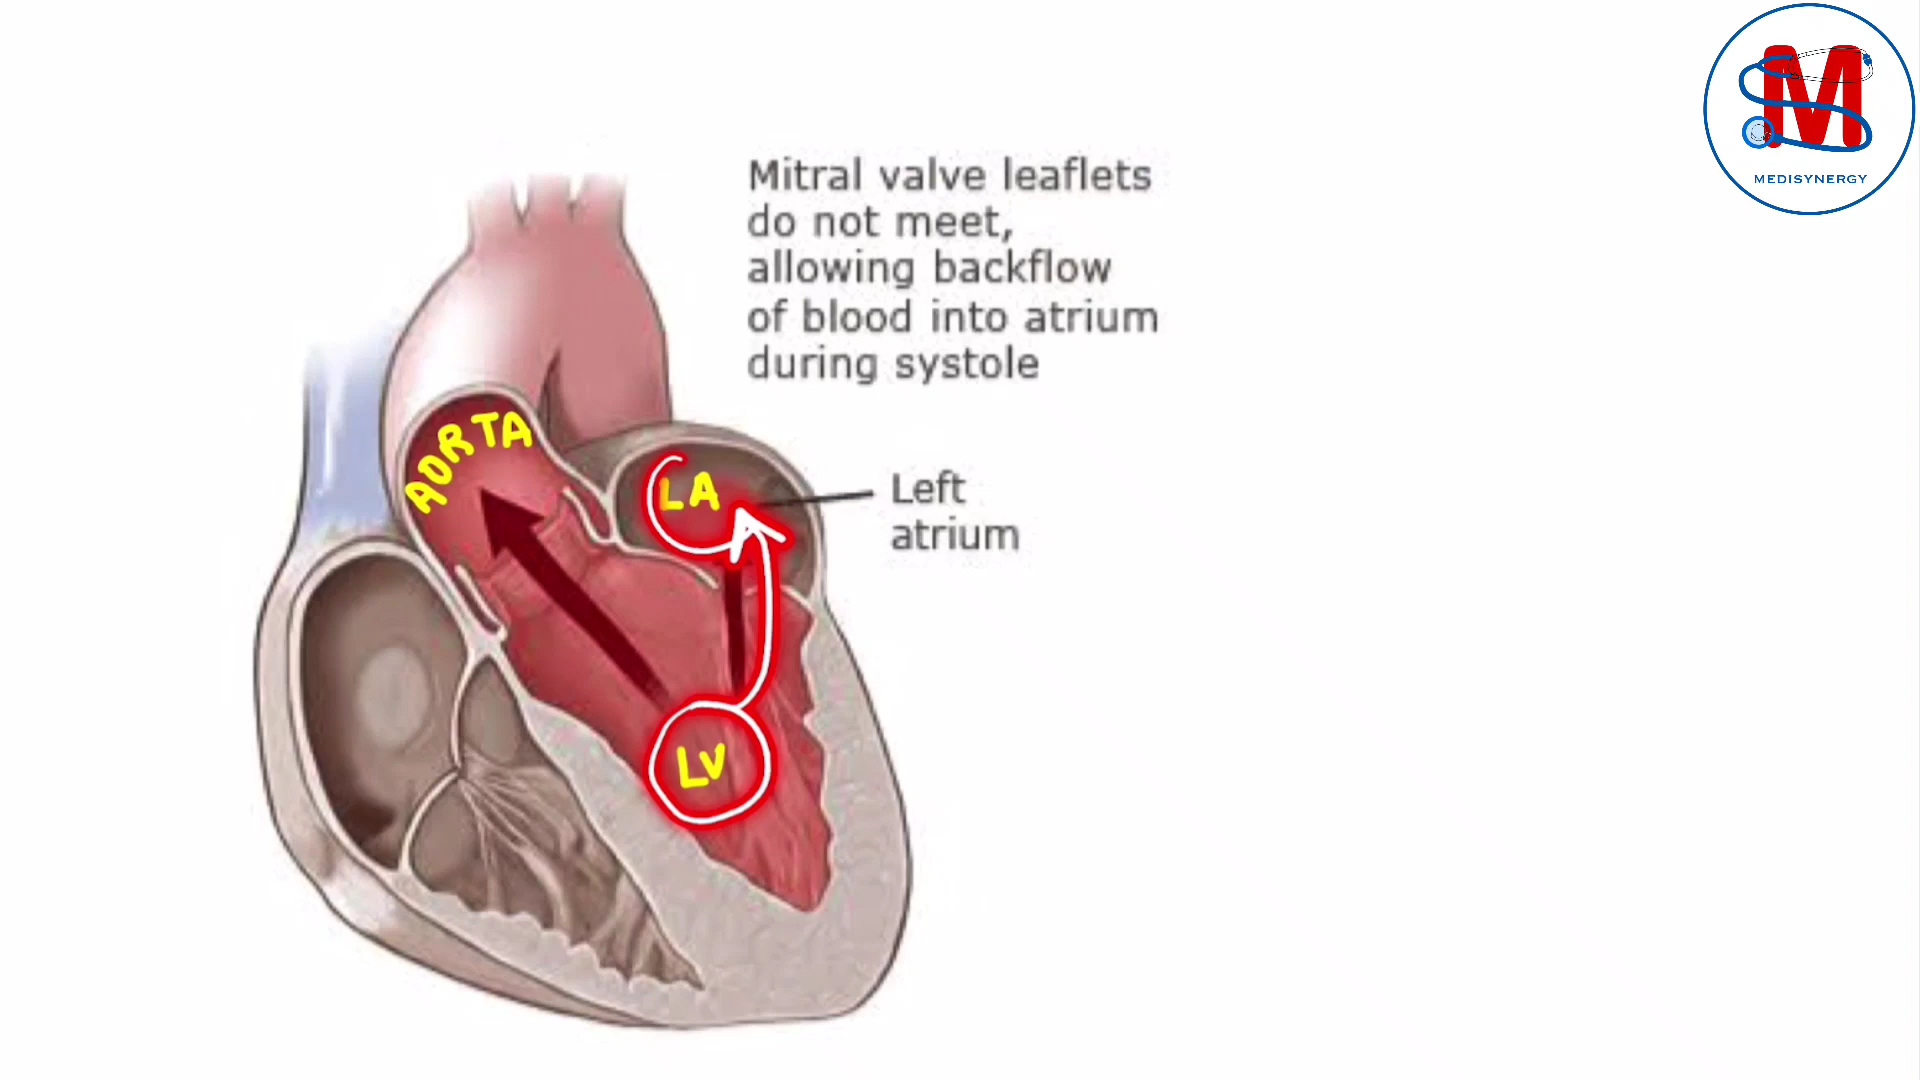 M
MEDISYNERGY
Mitral valve leaflets
do not meet,
allowing backflow
of blood into atrium
during systole
AORTA
LA
Left
atrium
LV